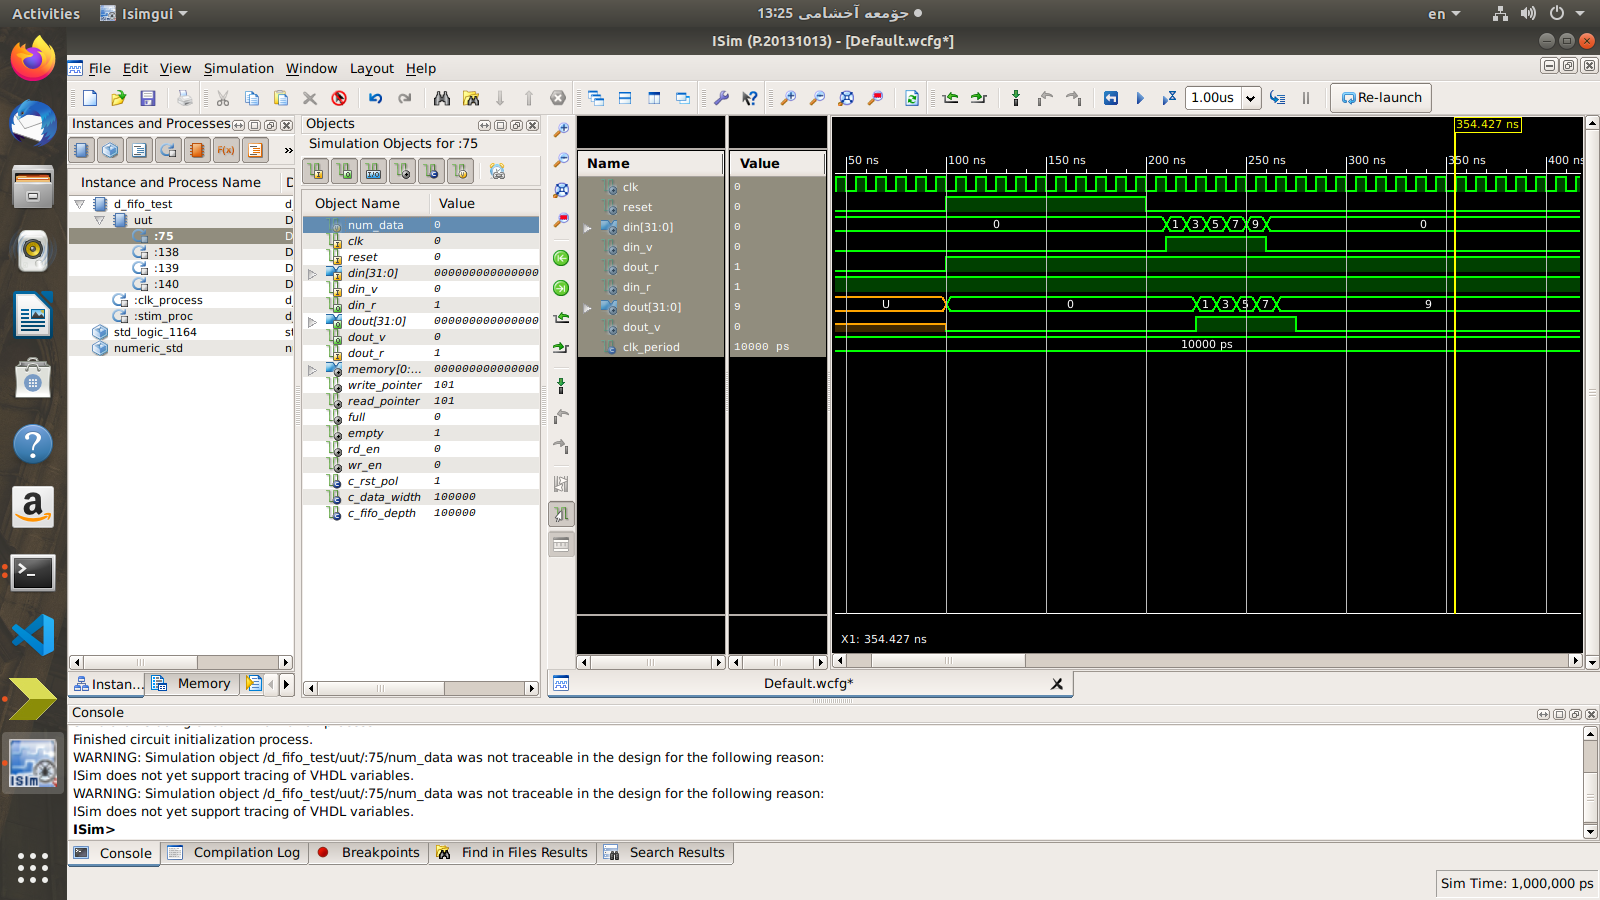 Activities
Isimgui
جۆمعه آخشامی 13:25
en
ISim (P.20131013) - [Default.wcfg*]
File Edit View Simulation Window Layout Help
1.00us
Re-launch
Instances and Processes
F(x)
»
Instance and Process Name
d_fifo_test
uut
:75
:138
:139
:140
:clk_process
:stim_proc
std_logic_1164
numeric_std
Instan...
Memory
Objects
Simulation Objects for :75
Object Name Value
num_data 0
clk 0
reset 0
din[31:0] 0000000000000000
din_v 0
din_r 1
dout[31:0] 0000000000000000
dout_v 0
dout_r 1
memory[0:... 0000000000000000
write_pointer 101
read_pointer 101
full 0
empty 1
rd_en 0
wr_en 0
c_rst_pol 1
c_data_width 100000
c_fifo_depth 100000
Name Value
clk 0
reset 0
din[31:0] 0
din_v 0
dout_r 1
din_r 1
dout[31:0] 9
dout_v 0
clk_period 10000 ps
354.427 ns
50 ns 100 ns 150 ns 200 ns 250 ns 300 ns 350 ns 400 ns
0 1 3 5 7 9 0
U 0 1 3 5 7 9
10000 ps
X1: 354.427 ns
Default.wcfg*
Console
Finished circuit initialization process.
WARNING: Simulation object /d_fifo_test/uut/:75/num_data was not traceable in the design for the following reason:
ISim does not yet support tracing of VHDL variables.
WARNING: Simulation object /d_fifo_test/uut/:75/num_data was not traceable in the design for the following reason:
ISim does not yet support tracing of VHDL variables.
ISim>
Console
Compilation Log
Breakpoints
Find in Files Results
Search Results
Sim Time: 1,000,000 ps